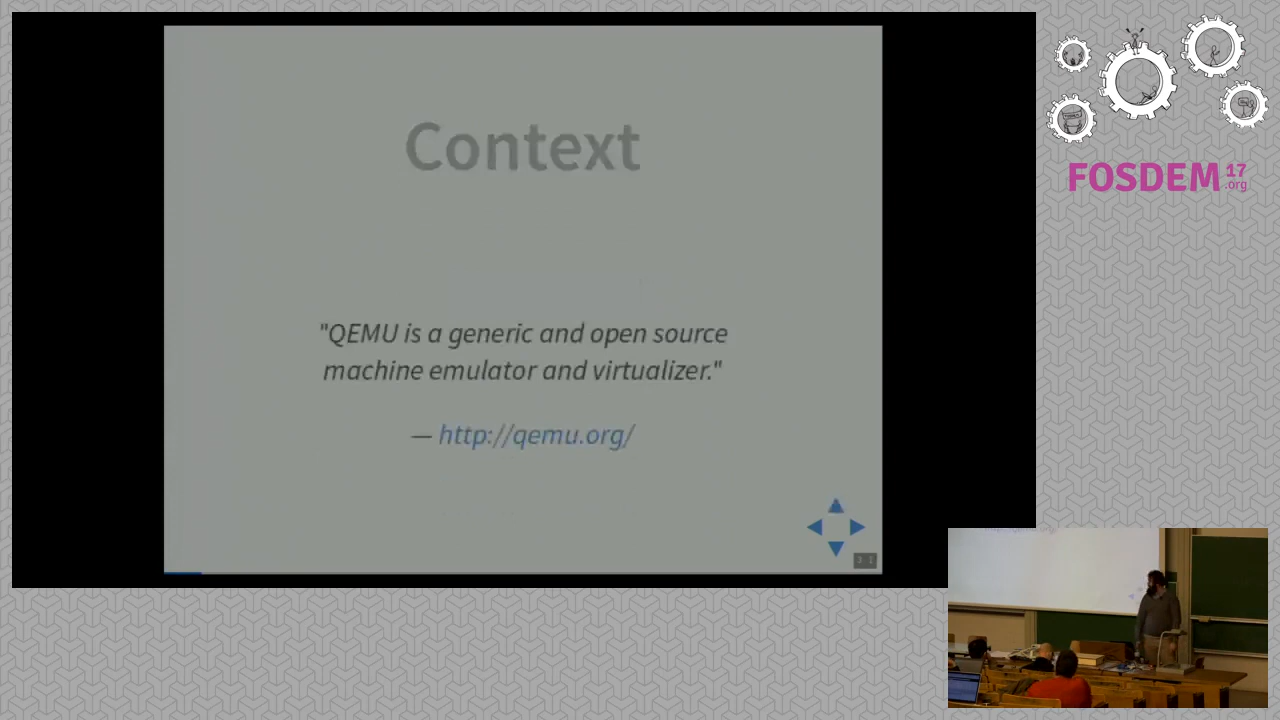 Context
"QEMU is a generic and open source
machine emulator and virtualizer."
— http://qemu.org/
FOSDEM 17
.org